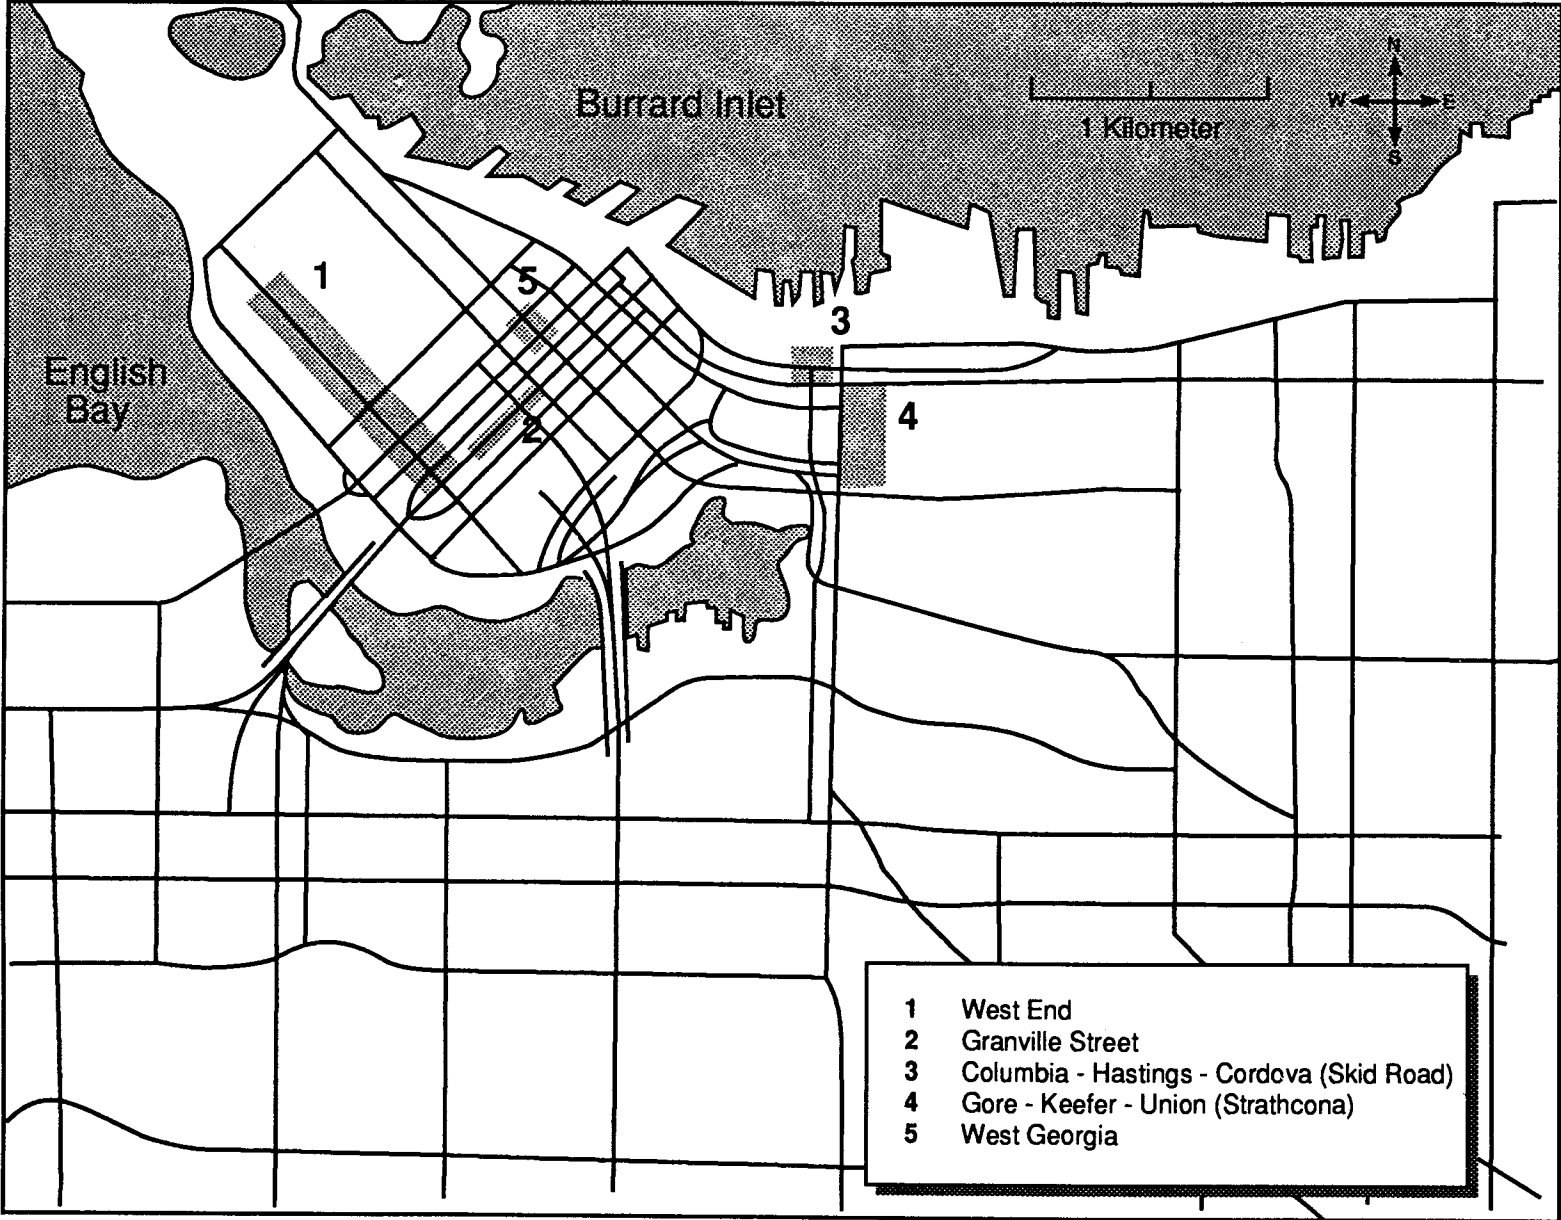 N
Burrard Inlet
W E
1 Kilometer
S
1
5
3
English
Bay
4
2
1 West End
2 Granville Street
3 Columbia - Hastings - Cordova (Skid Road)
4 Gore - Keefer - Union (Strathcona)
5 West Georgia